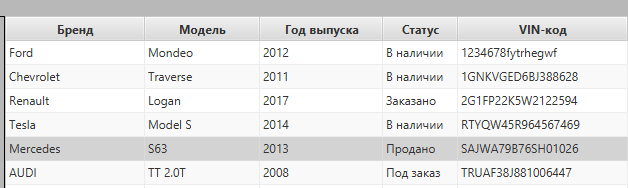 Бренд Модель Год выпуска Статус VIN-код
Ford Mondeo 2012 В наличии 1234678fytrhegwf
Chevrolet Traverse 2011 В наличии 1GNKVGED6BJ388628
Renault Logan 2017 Заказано 2G1FP22K5W2122594
Tesla Model S 2014 В наличии RTYQW45R964567469
Mercedes S63 2013 Продано SAJWA79B76SH01026
AUDI TT 2.0T 2008 Под заказ TRUAF38J881006447